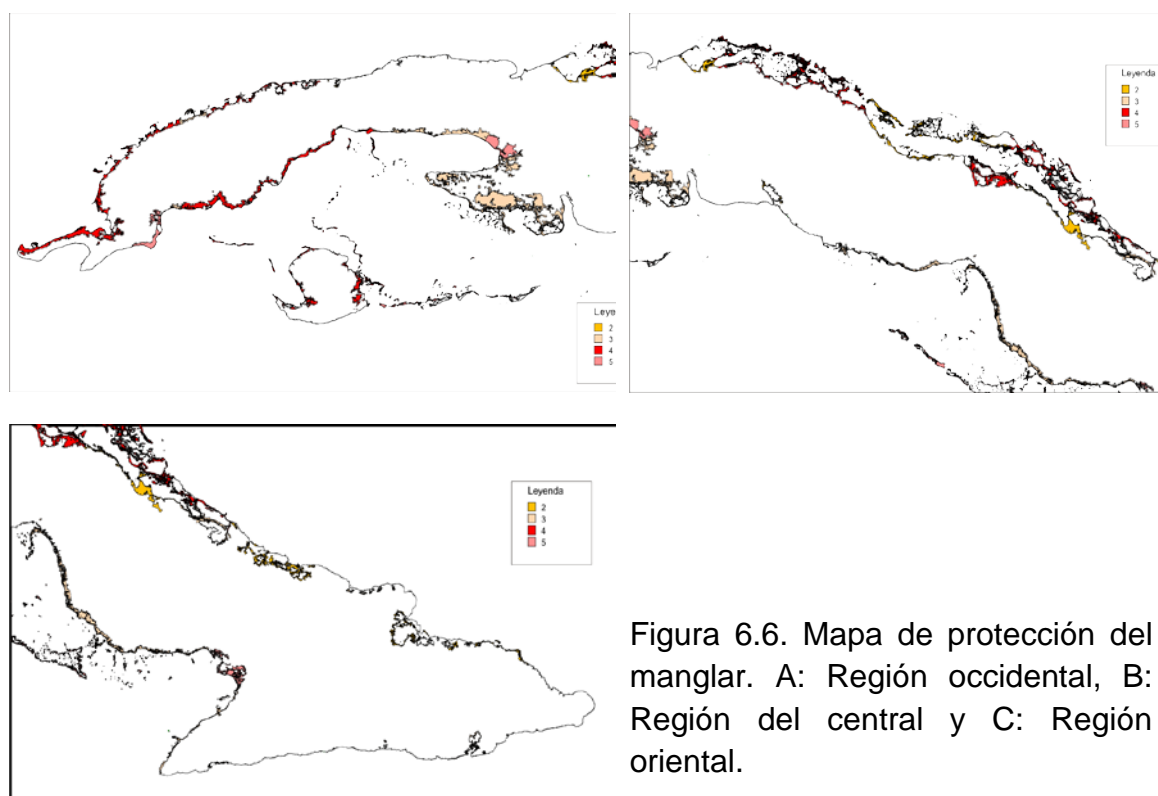 Leyenda
2
3
4
5
Leye
2
3
4
5
Leyenda
2
3
4
5
Figura 6.6. Mapa de protección del
manglar. A: Región occidental, B:
Región del central y C: Región
oriental.